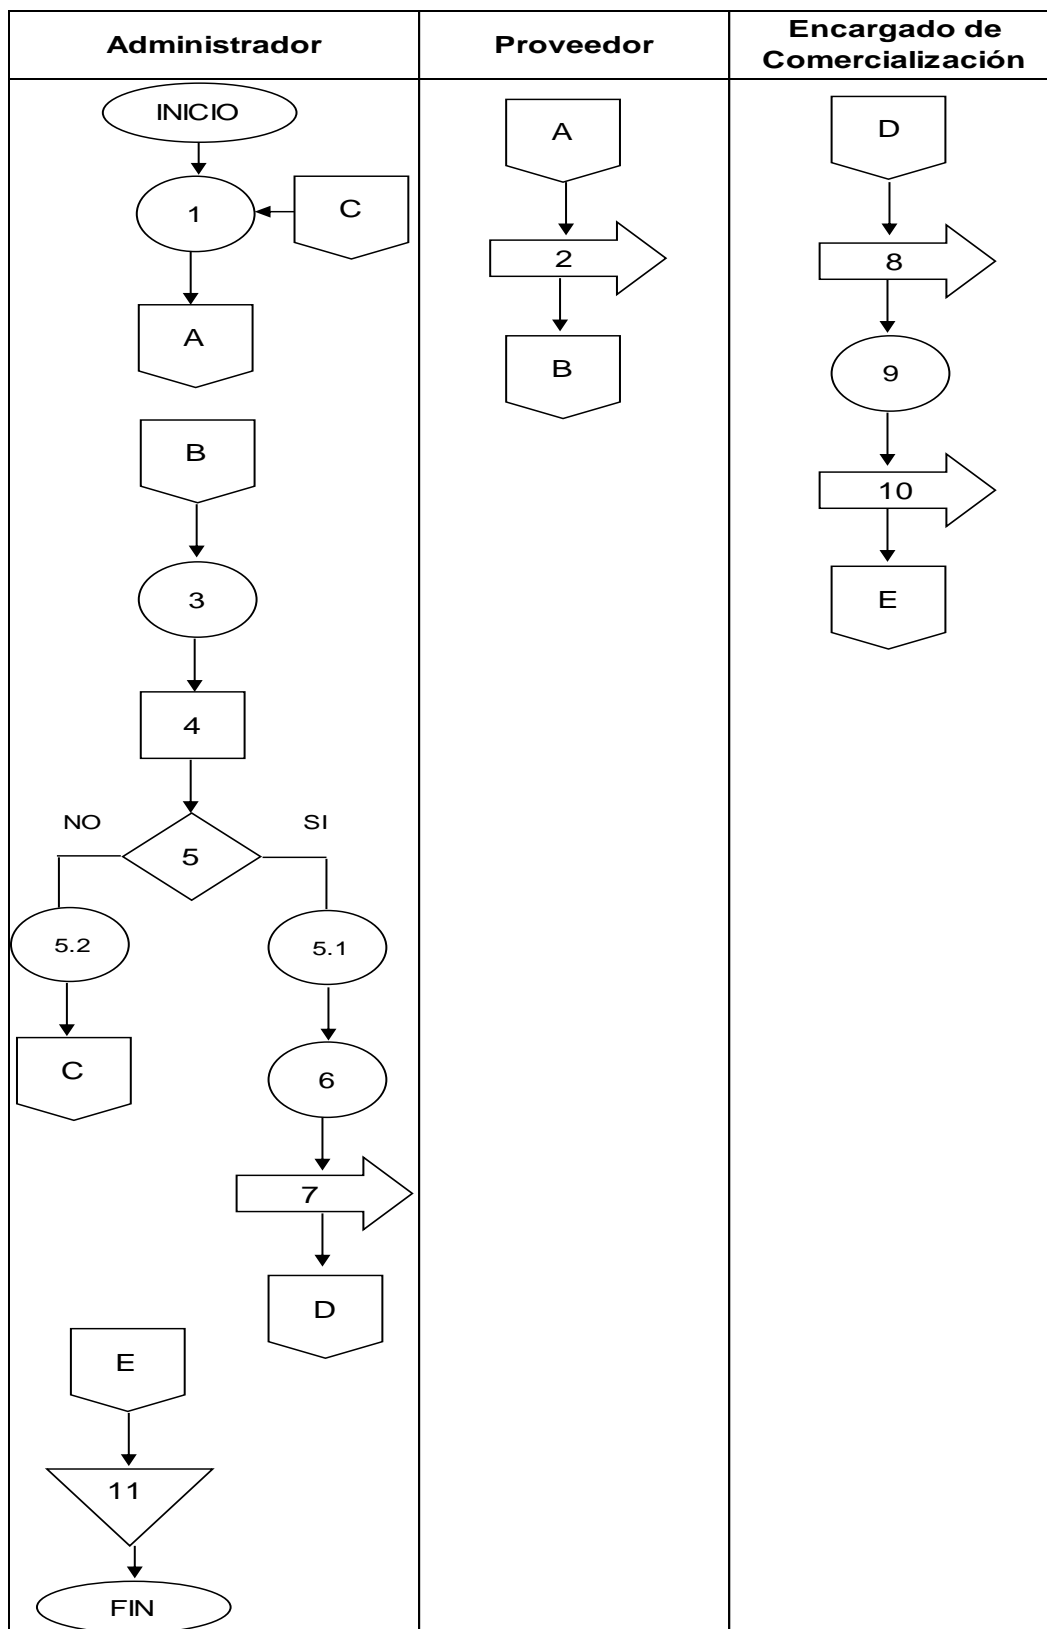 Administrador
Proveedor
Encargado de
Comercialización
INICIO
1
C
A
B
3
4
NO
SI
5
5.2
5.1
C
6
7
D
E
11
FIN
A
2
B
D
8
9
10
E